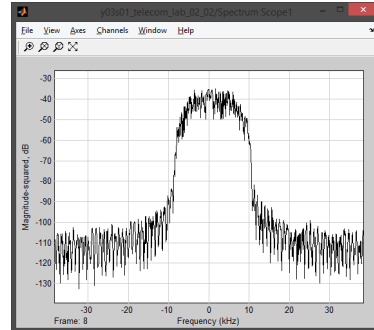 y03s01_telecom_lab_02_02/Spectrum Scope1
File View Axes Channels Window Help
Magnitude-squared, dB
-30
-40
-50
-60
-70
-80
-90
-100
-110
-120
-130
-30 -20 -10 0 10 20 30
Frame: 8 Frequency (kHz)